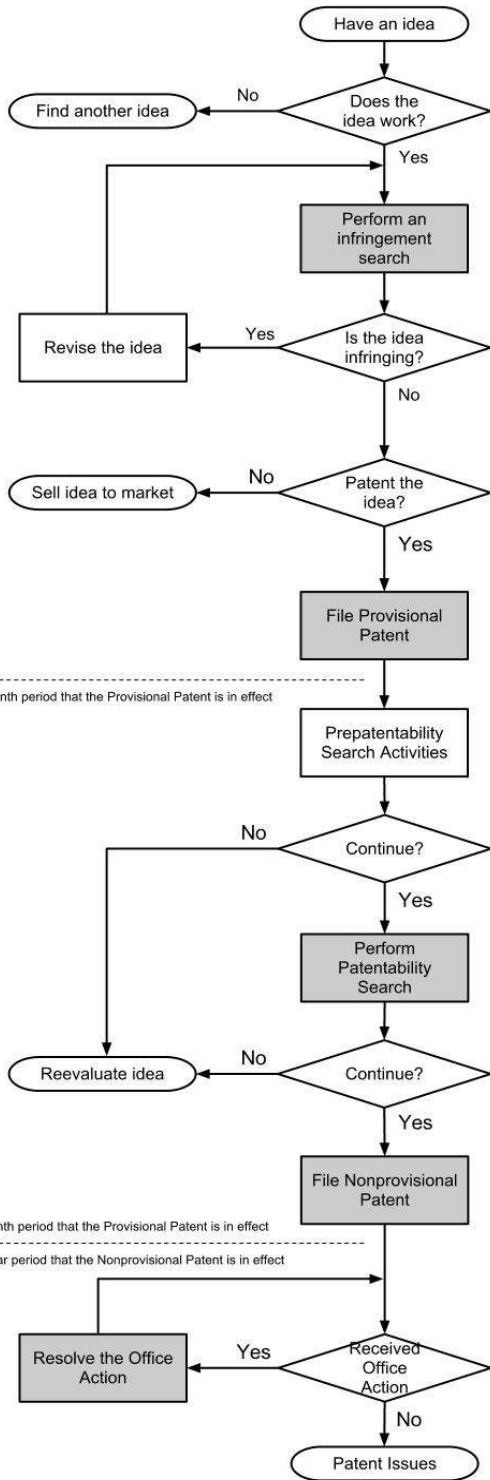 Have an idea
Does the
idea work?
No
Find another idea
Yes
Perform an
infringement
search
Is the idea
infringing?
Yes
Revise the idea
No
Patent the
idea?
No
Sell idea to market
Yes
File Provisional
Patent
period that the Provisional Patent is in effect
Prepatentability
Search Activities
Continue?
No
Yes
Perform
Patentability
Search
Continue?
No
Reevaluate idea
Yes
File Nonprovisional
Patent
period that the Provisional Patent is in effect
period that the Nonprovisional Patent is in effect
Received
Office
Action
Yes
Resolve the Office
Action
No
Patent Issues